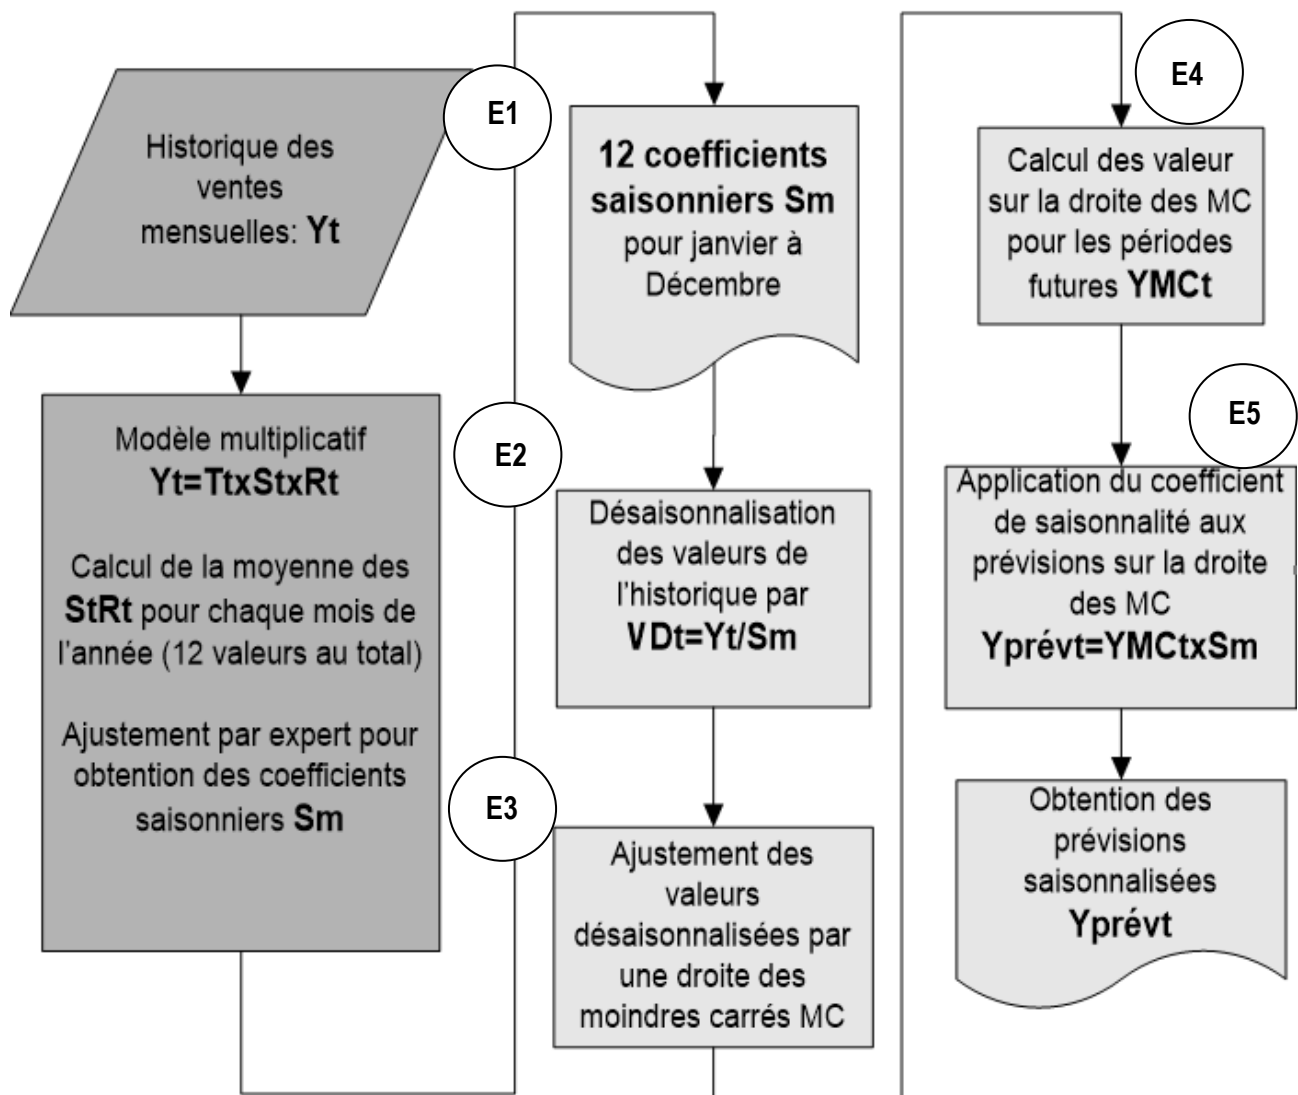 Historique des
ventes
mensuelles: Yt
Modèle multiplicatif
Yt=TtxStxRt
Calcul de la moyenne des
StRt pour chaque mois de
l'année (12 valeurs au total)
Ajustement par expert pour
obtention des coefficients
saisonniers Sm
E1
12 coefficients
saisonniers Sm
pour janvier à
Décembre
E2
Désaisonnalisation
des valeurs de
l'historique par
VDt=Yt/Sm
E3
Ajustement des
valeurs
désaisonnalisées par
une droite des
moindres carrés MC
E4
Calcul des valeur
sur la droite des MC
pour les périodes
futures YMCt
E5
Application du coefficient
de saisonnalité aux
prévisions sur la droite
des MC
Yprévt=YMCtxSm
Obtention des
prévisions
saisonnalisées
Yprévt